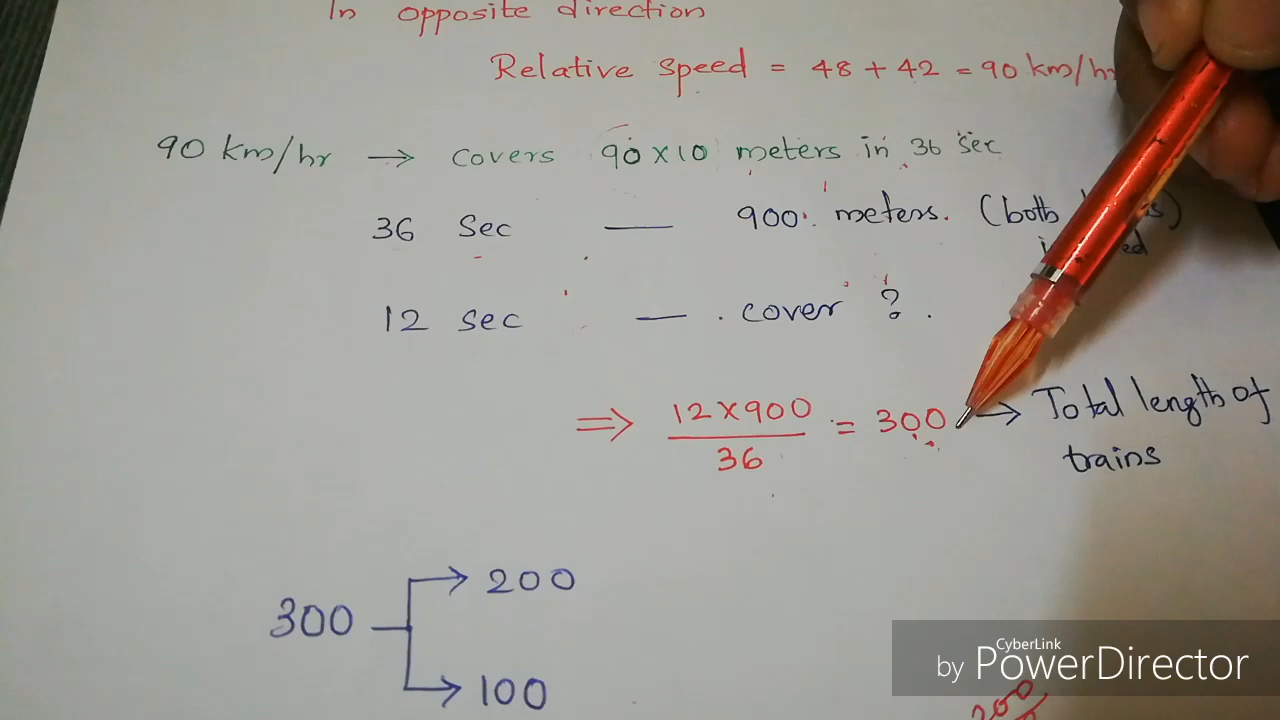 In opposite direction
Relative speed = 48 + 42 = 90 km/hr
90 km/hr → covers 90 x 10 meters in 36 sec
36 Sec — 900 meters. (both
12 sec — cover ?
⇒ 12 x 900 / 36 = 300 → Total length of
trains
300 → 200
→ 100
200
CyberLink
by PowerDirector